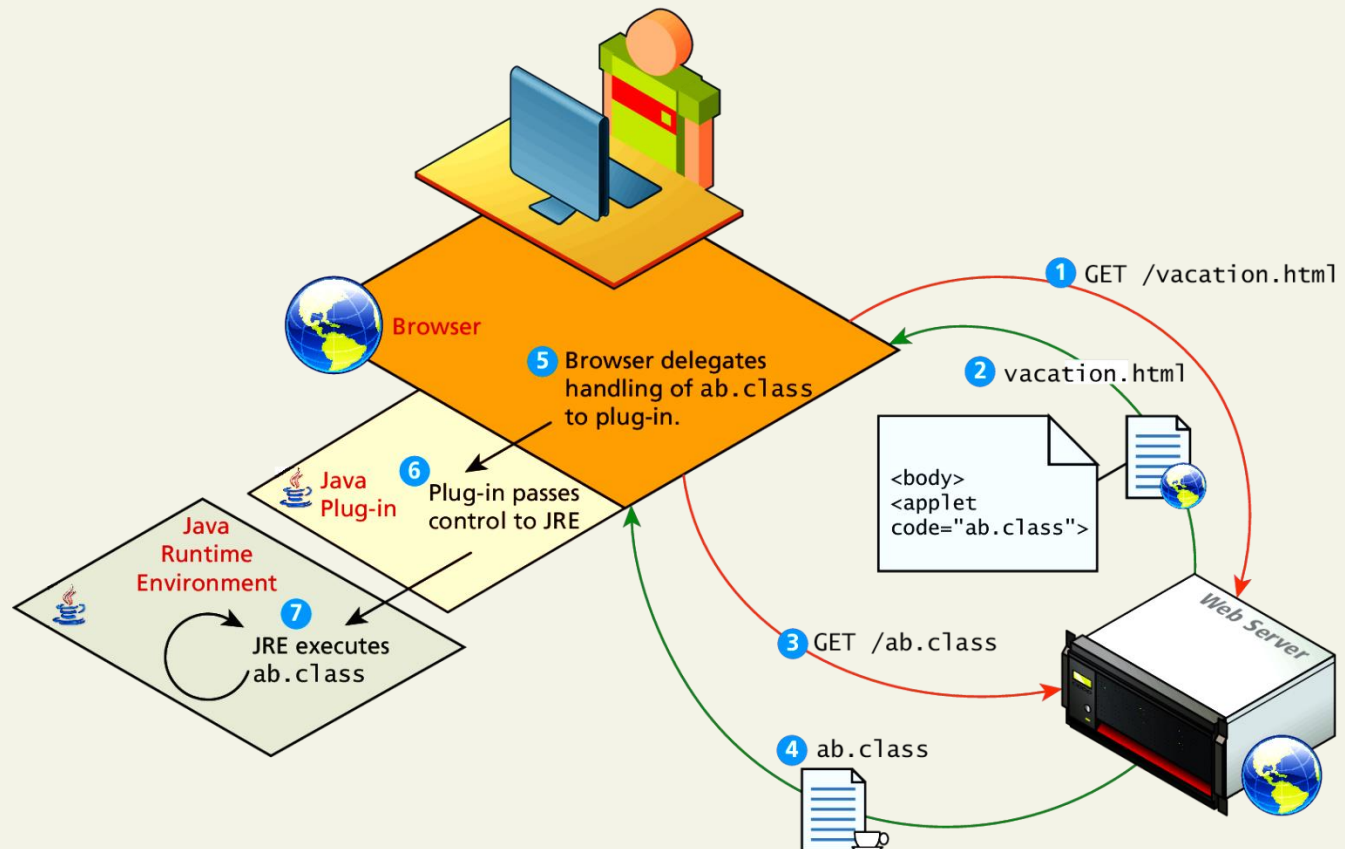 1 GET /vacation.html
Browser
2 vacation.html
5 Browser delegates
handling of ab.class
to plug-in.
<body>
<applet
code="ab.class">
6
Java
Plug-in
Plug-in passes
control to JRE
Java
Runtime
Environment
7
JRE executes
ab.class
Web Server
3 GET /ab.class
4 ab.class